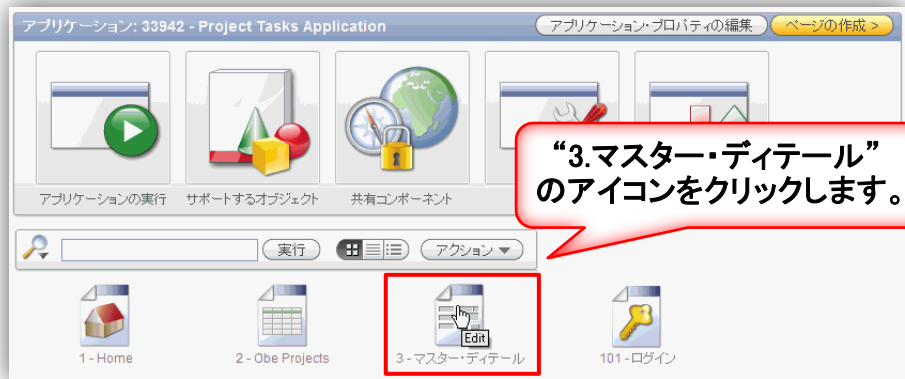 アプリケーション: 33942 - Project Tasks Application
アプリケーション・プロパティの編集
ページの作成 >
アプリケーションの実行
サポートするオブジェクト
共有コンポーネント
“3.マスター・ディテール”
のアイコンをクリックします。
実行
アクション
Edit
1 - Home
2 - Obe Projects
3 - マスター・ディテール
101 - ログイン